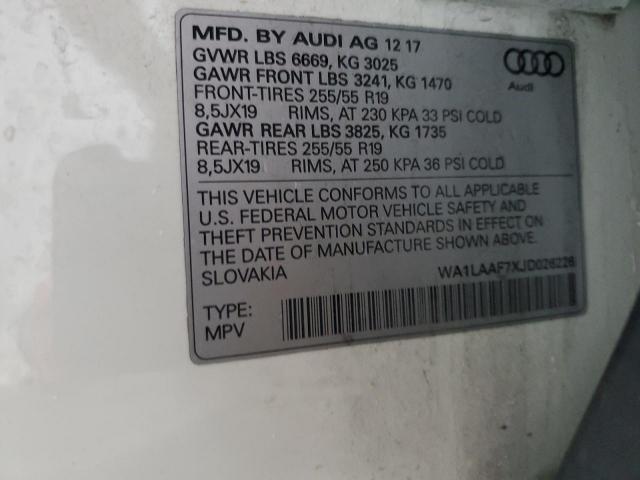 MFD. BY AUDI AG 12 17
GVWR LBS 6669, KG 3025
GAWR FRONT LBS 3241, KG 1470
FRONT-TIRES 255/55 R19
8,5JX19 RIMS, AT 230 KPA 33 PSI COLD
GAWR REAR LBS 3825, KG 1735
REAR-TIRES 255/55 R19
8,5JX19 RIMS, AT 250 KPA 36 PSI COLD
Audi
THIS VEHICLE CONFORMS TO ALL APPLICABLE
U.S. FEDERAL MOTOR VEHICLE SAFETY AND
THEFT PREVENTION STANDARDS IN EFFECT ON
THE DATE OF MANUFACTURE SHOWN ABOVE.
SLOVAKIA
WA1LAAF7XJD026228
TYPE:
MPV